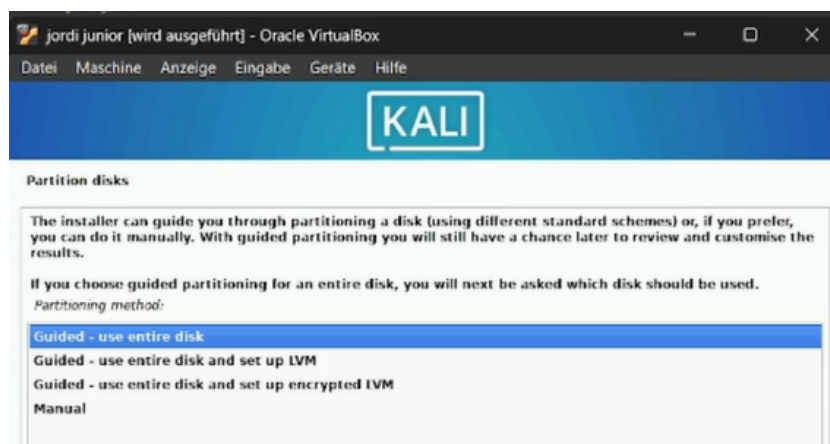 jordi junior [wird ausgeführt] - Oracle VirtualBox
Datei Maschine Anzeige Eingabe Geräte Hilfe
KALI
Partition disks
The installer can guide you through partitioning a disk (using different standard schemes) or, if you prefer,
you can do it manually. With guided partitioning you will still have a chance later to review and customise the
results.
If you choose guided partitioning for an entire disk, you will next be asked which disk should be used.
Partitioning method:
Guided - use entire disk
Guided - use entire disk and set up LVM
Guided - use entire disk and set up encrypted LVM
Manual